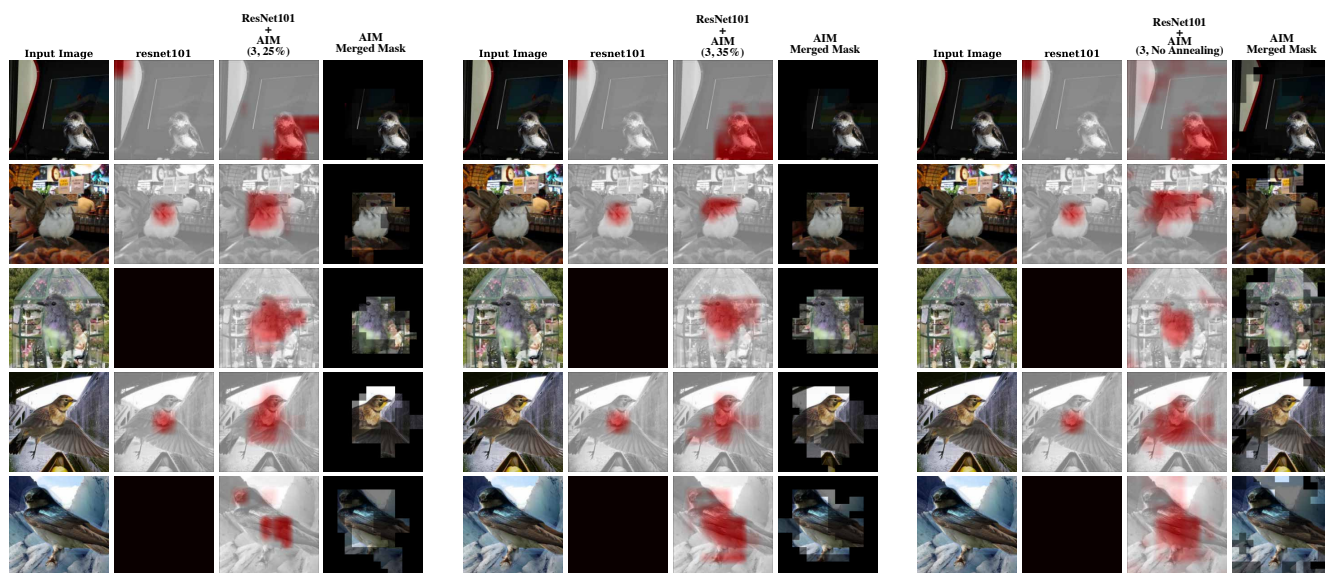 Input Image
resnet101
ResNet101
+
AIM
(3, 25%)
AIM
Merged Mask
Input Image
resnet101
ResNet101
+
AIM
(3, 35%)
AIM
Merged Mask
Input Image
resnet101
ResNet101
+
AIM
(3, No Annealing)
AIM
Merged Mask